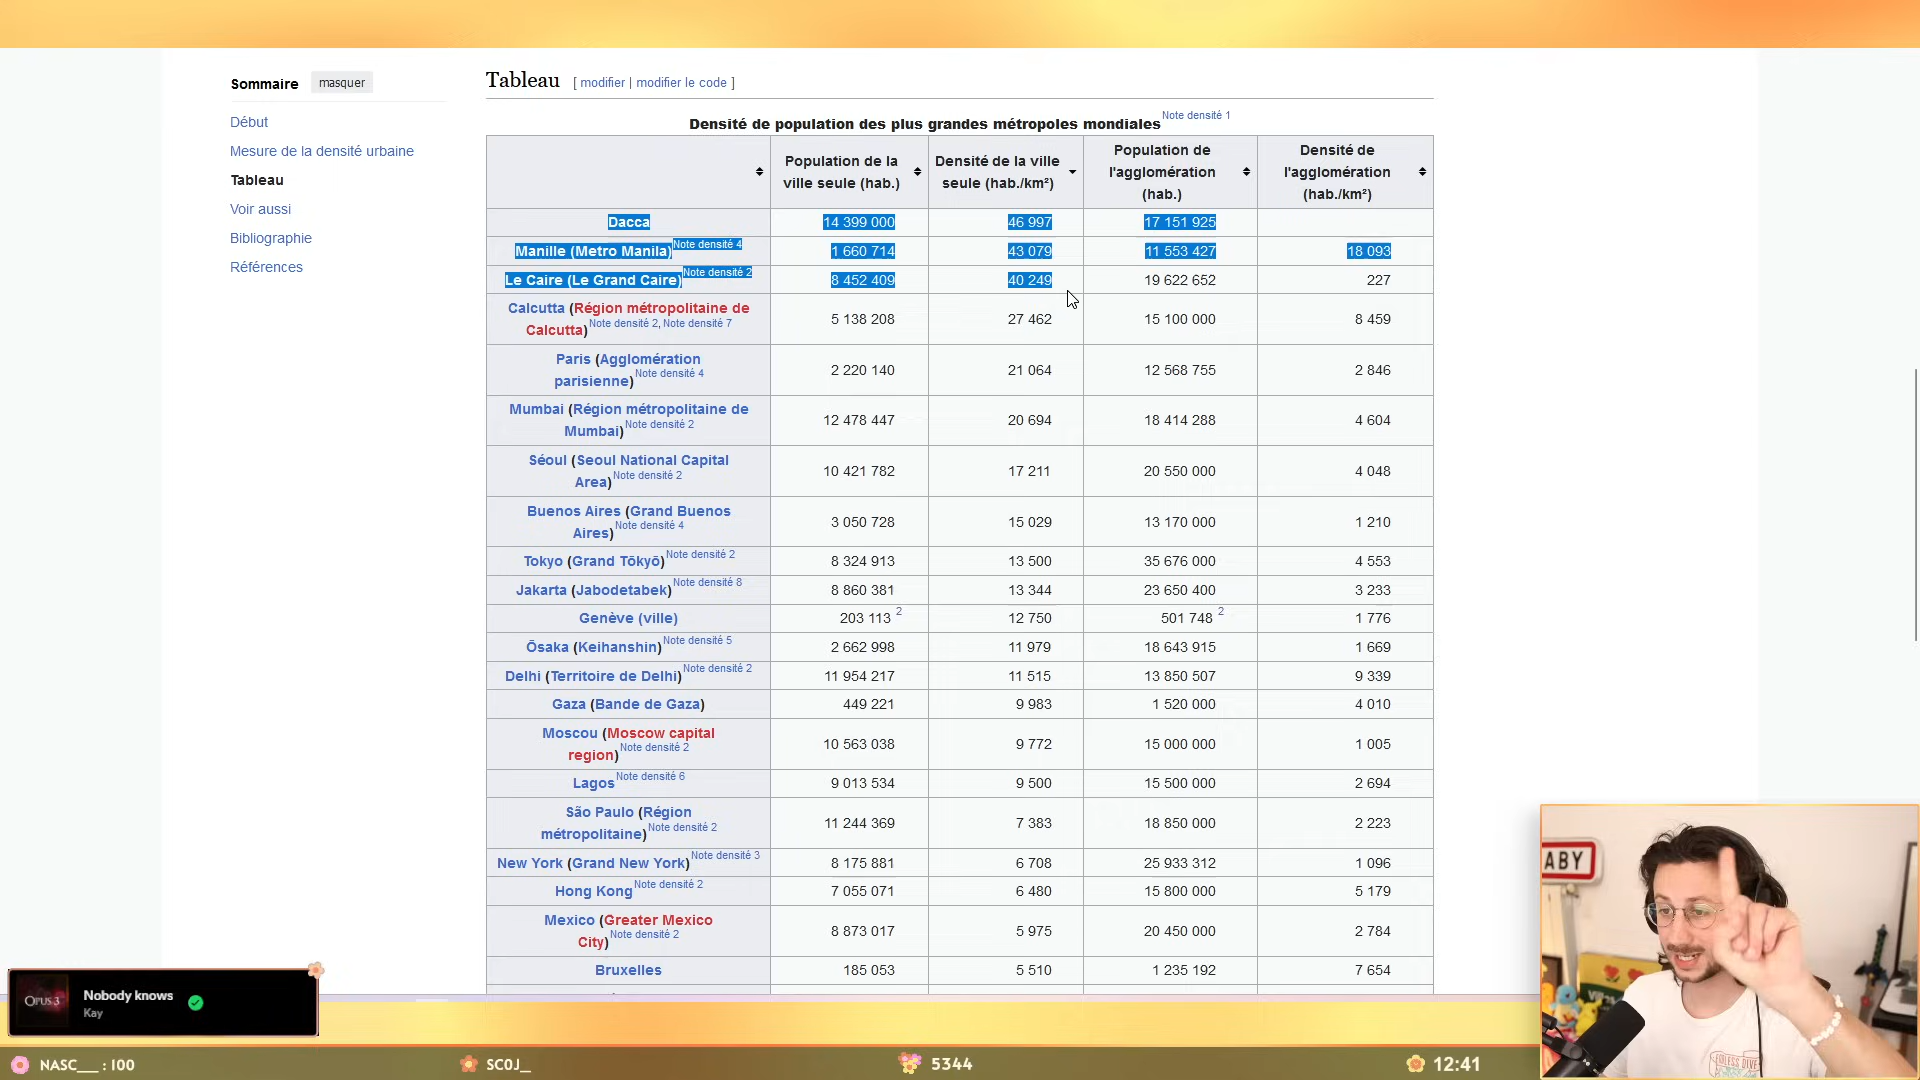 Sommaire masquer
Début
Mesure de la densité urbaine
Tableau
Voir aussi
Bibliographie
Références
Tableau [ modifier | modifier le code ]
Densité de population des plus grandes métropoles mondiales Note densité 1
Population de la ville seule (hab.) Densité de la ville seule (hab./km²) Population de l'agglomération (hab.) Densité de l'agglomération (hab./km²)
Dacca 14 399 000 46 997 17 151 925
Manille (Metro Manila) Note densité 4 1 660 714 43 079 11 553 427 18 093
Le Caire (Le Grand Caire) Note densité 2 8 452 409 40 249 19 622 652 227
Calcutta (Région métropolitaine de Calcutta) Note densité 2, Note densité 7 5 138 208 27 462 15 100 000 8 459
Paris (Agglomération parisienne) Note densité 4 2 220 140 21 064 12 568 755 2 846
Mumbai (Région métropolitaine de Mumbai) Note densité 2 12 478 447 20 694 18 414 288 4 604
Séoul (Seoul National Capital Area) Note densité 2 10 421 782 17 211 20 550 000 4 048
Buenos Aires (Grand Buenos Aires) Note densité 4 3 050 728 15 029 13 170 000 1 210
Tokyo (Grand Tōkyō) Note densité 2 8 324 913 13 500 35 676 000 4 553
Jakarta (Jabodetabek) Note densité 8 8 860 381 13 344 23 650 400 3 233
Genève (ville) 203 113 2 12 750 501 748 2 1 776
Ōsaka (Keihanshin) Note densité 5 2 662 998 11 979 18 643 915 1 669
Delhi (Territoire de Delhi) Note densité 2 11 954 217 11 515 13 850 507 9 339
Gaza (Bande de Gaza) 449 221 9 983 1 520 000 4 010
Moscou (Moscow capital region) Note densité 2 10 563 038 9 772 15 000 000 1 005
Lagos Note densité 6 9 013 534 9 500 15 500 000 2 694
São Paulo (Région métropolitaine) Note densité 2 11 244 369 7 383 18 850 000 2 223
New York (Grand New York) Note densité 3 8 175 881 6 708 25 933 312 1 096
Hong Kong Note densité 2 7 055 071 6 480 15 800 000 5 179
Mexico (Greater Mexico City) Note densité 2 8 873 017 5 975 20 450 000 2 784
Bruxelles 185 053 5 510 1 235 192 7 654
ABY
OPUS 3
Nobody knows
Kay
NASC___ : 100
SC0J_
5344
12:41